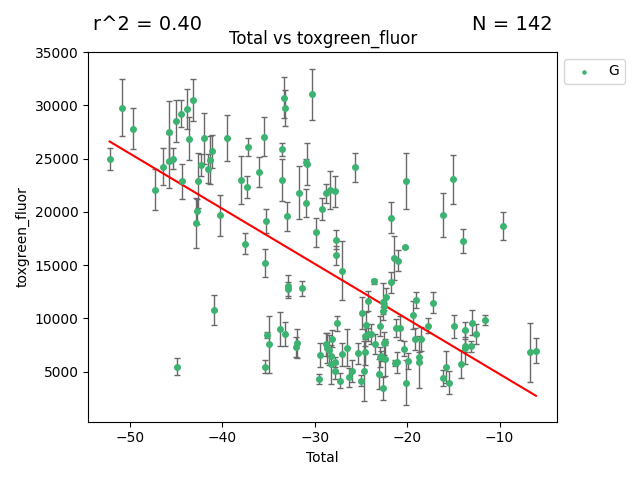 r^2 = 0.40
N = 142
Total vs toxgreen_fluor
G
35000
30000
25000
20000
15000
10000
5000
toxgreen_fluor
−50
−40
−30
−20
−10
Total